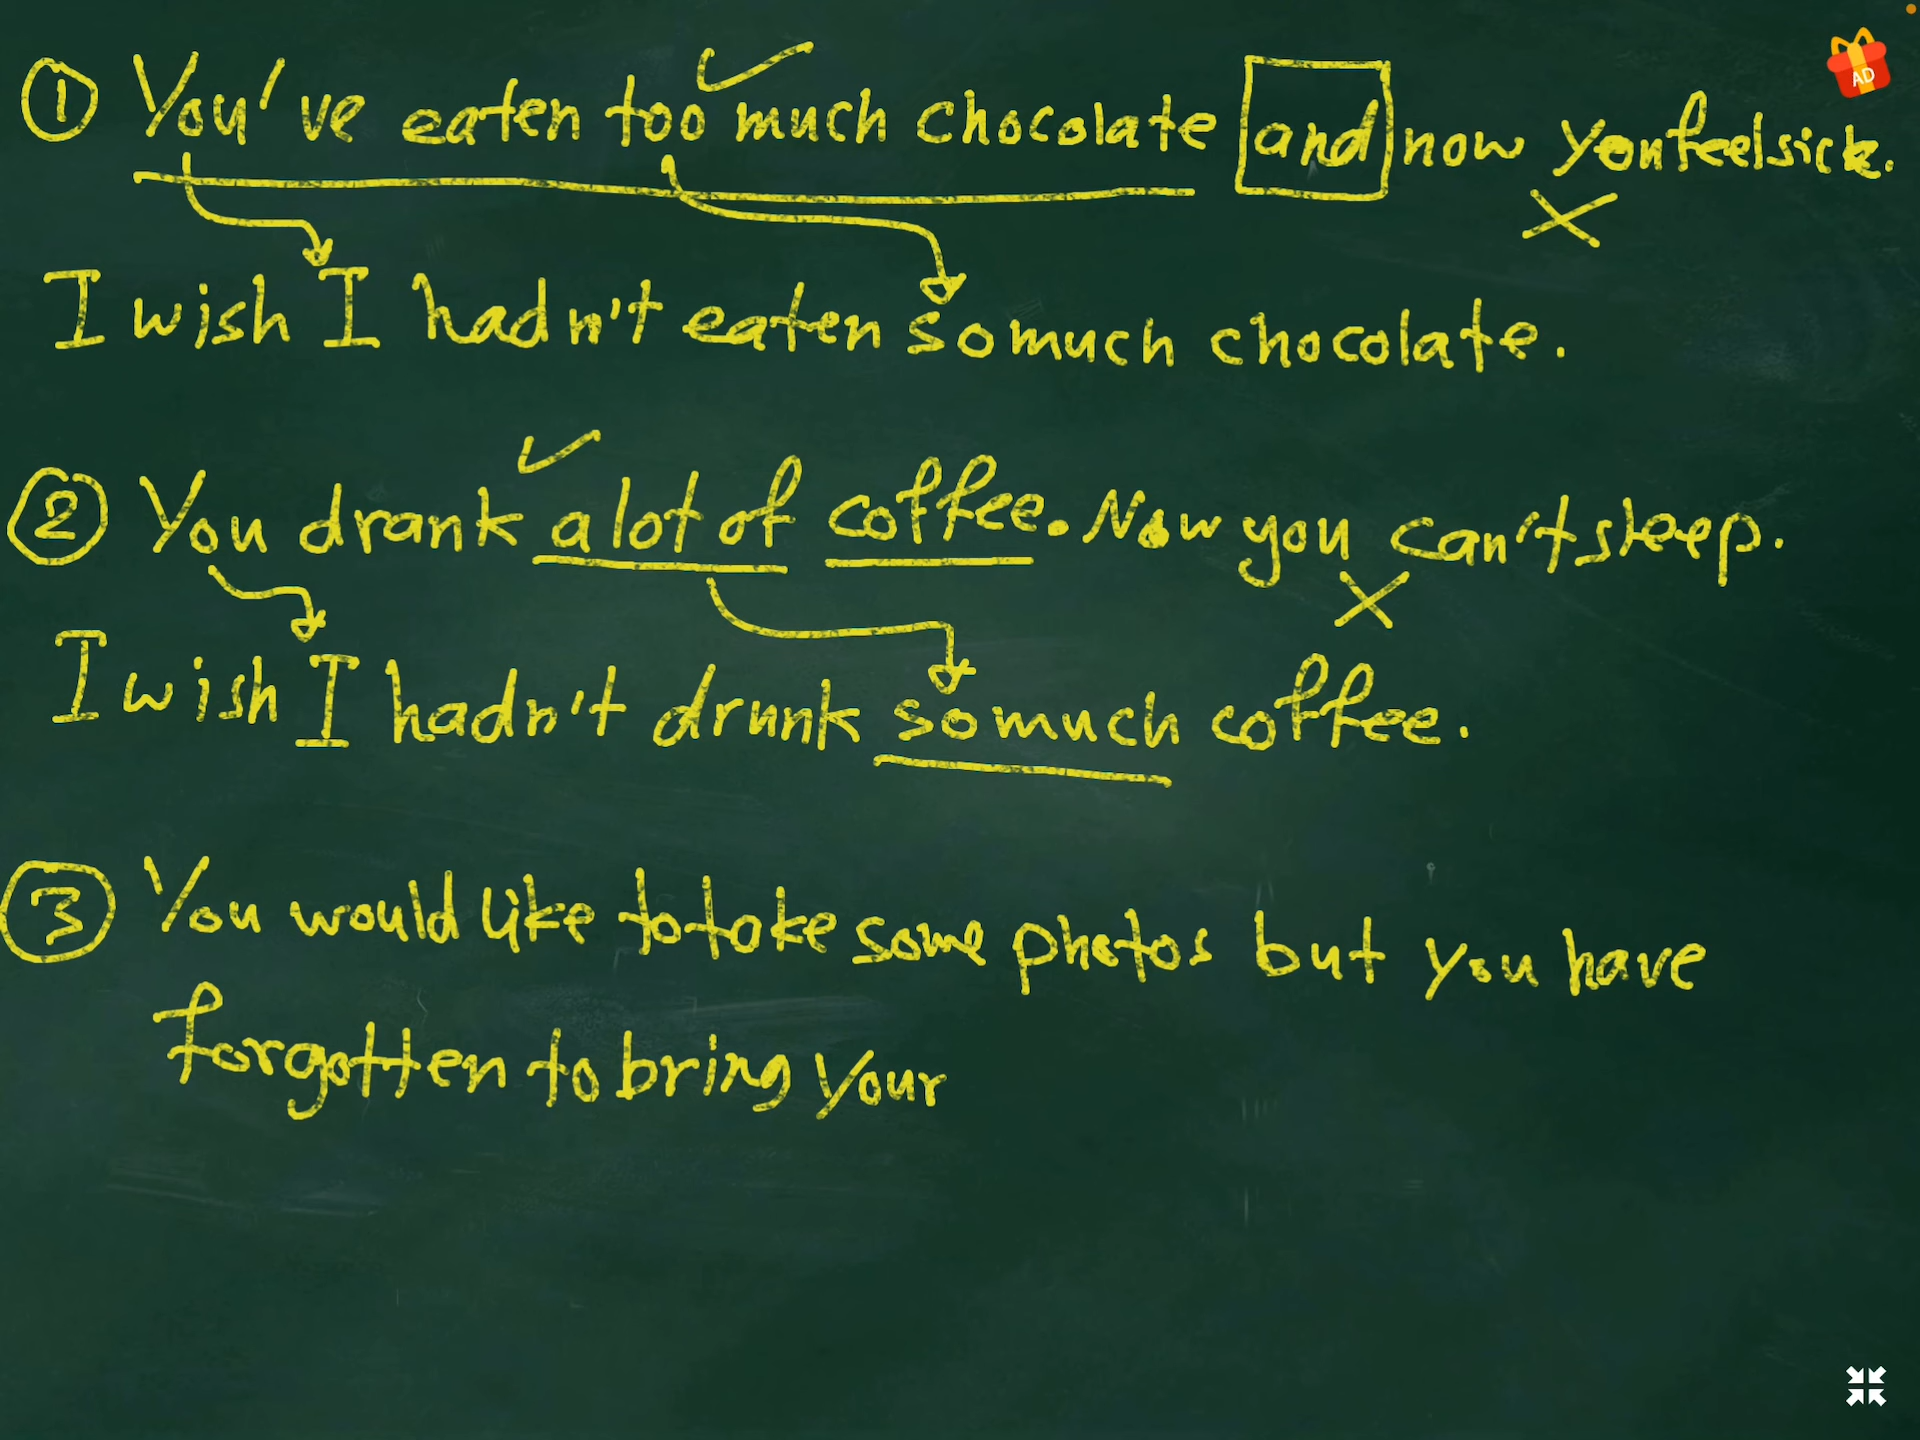 AD
① You've eaten too much chocolate and now you feel sick.
I wish I hadn't eaten so much chocolate.
② You drank a lot of coffee. Now you can't sleep.
I wish I hadn't drunk so much coffee.
③ You would like to take some photos but you have
forgotten to bring your